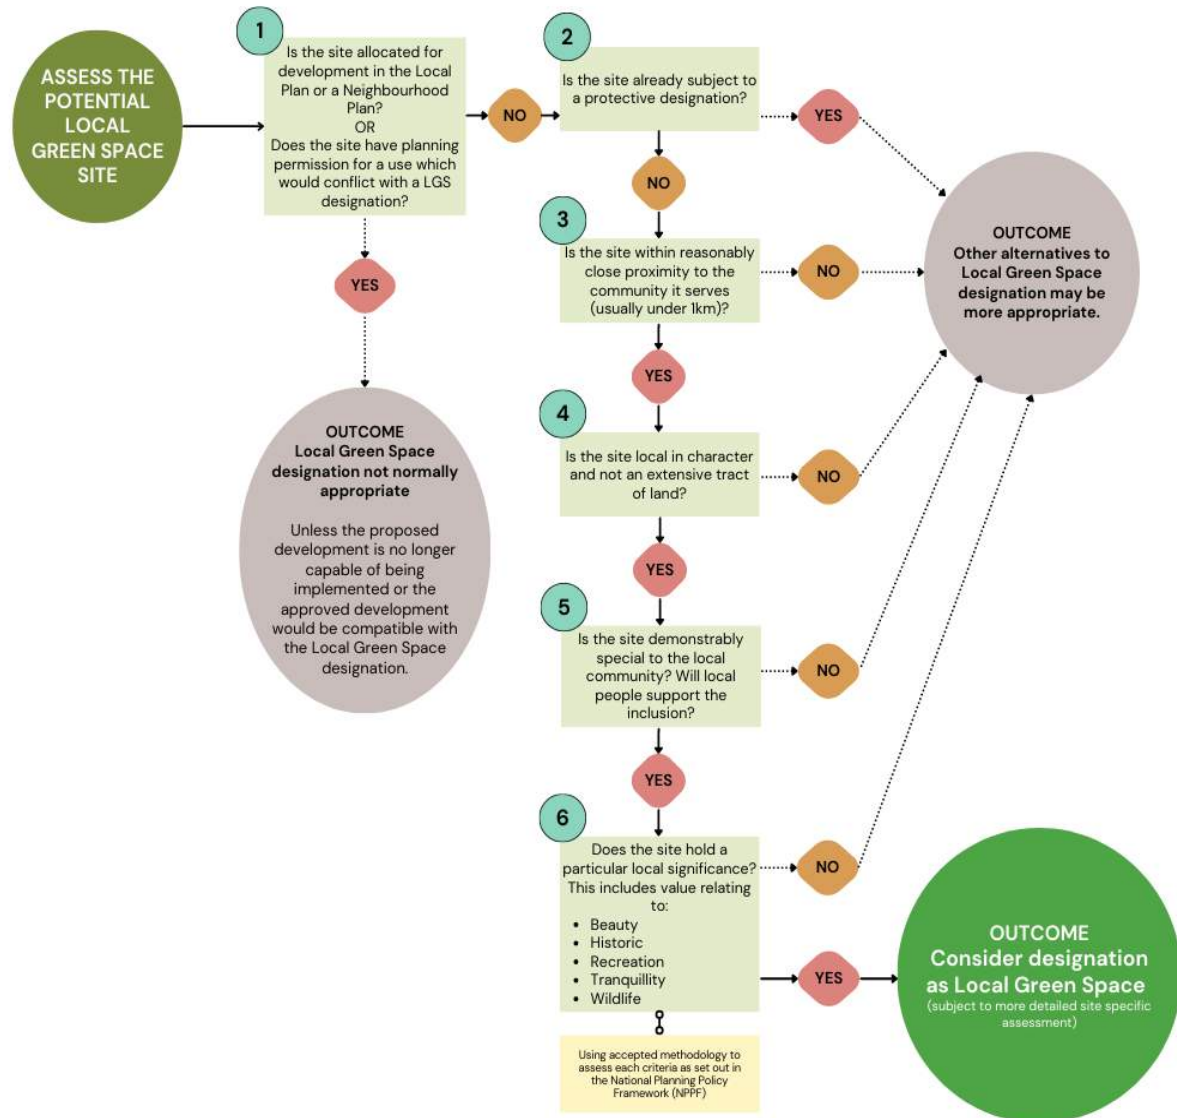 ASSESS THE
POTENTIAL
LOCAL
GREEN SPACE
SITE
1
Is the site allocated for
development in the Local
Plan or a Neighbourhood
Plan?
OR
Does the site have planning
permission for a use which
would conflict with a LGS
designation?
NO
YES
OUTCOME
Local Green Space
designation not normally
appropriate
Unless the proposed
development is no longer
capable of being
implemented or the
approved development
would be compatible with
the Local Green Space
designation.
2
Is the site already subject to
a protective designation?
YES
NO
3
Is the site within reasonably
close proximity to the
community it serves
(usually under 1km)?
NO
YES
4
Is the site local in character
and not an extensive tract
of land?
NO
YES
5
Is the site demonstrably
special to the local
community? Will local
people support the
inclusion?
NO
YES
6
Does the site hold a
particular local significance?
This includes value relating
to:
• Beauty
• Historic
• Recreation
• Tranquillity
• Wildlife
NO
YES
Using accepted methodology to
assess each criteria as set out in
the National Planning Policy
Framework (NPPF)
OUTCOME
Other alternatives to
Local Green Space
designation may be
more appropriate.
OUTCOME
Consider designation
as Local Green Space
(subject to more detailed site specific
assessment)